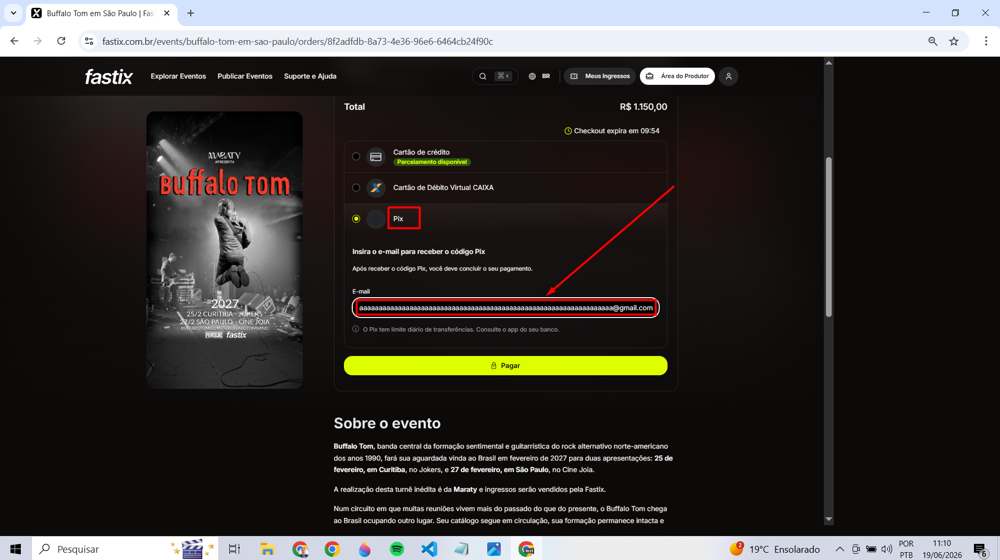 Buffalo Tom em São Paulo | Fas
fastix.com.br/events/buffalo-tom-em-sao-paulo/orders/8f2adfdb-8a73-4e36-96e6-6464cb24f90c
fastix
Explorar Eventos
Publicar Eventos
Suporte e Ajuda
⌘ K
BR
Meus Ingressos
Área do Produtor
Total
R$ 1.150,00
Checkout expira em 09:54
Cartão de crédito
Parcelamento disponível
Cartão de Débito Virtual CAIXA
Pix
Insira o e-mail para receber o código Pix
Após receber o código Pix, você deve concluir o seu pagamento.
E-mail
aaaaaaaaaaaaaaaaaaaaaaaaaaaaaaaaaaaaaaaaaaaaaaaaaaaaaaaaaaaaaaaaaa@gmail.com
O Pix tem limite diário de transferências. Consulte o app do seu banco.
Pagar
MARATY
APRESENTA
Buffalo Tom
2027
25/2 CURITIBA - JOKERS
27/2 SÃO PAULO - CINE JOIA
BUFFALOTOM.COM / @BUFFALOTOMBAND
POWERLINE
fastix
Sobre o evento
Buffalo Tom, banda central da formação sentimental e guitarrística do rock alternativo norte-americano
dos anos 1990, fará sua aguardada vinda ao Brasil em fevereiro de 2027 para duas apresentações: 25 de
fevereiro, em Curitiba, no Jokers, e 27 de fevereiro, em São Paulo, no Cine Joia.
A realização desta turnê inédita é da Maraty e ingressos serão vendidos pela Fastix.
Num circuito em que muitas reuniões vivem mais do passado do que do presente, o Buffalo Tom chega
ao Brasil ocupando outro lugar. Seu catálogo segue em circulação, sua formação permanece intacta e
Pesquisar
Test
2
19°C Ensolarado
POR
PTB
11:10
19/06/2026
6